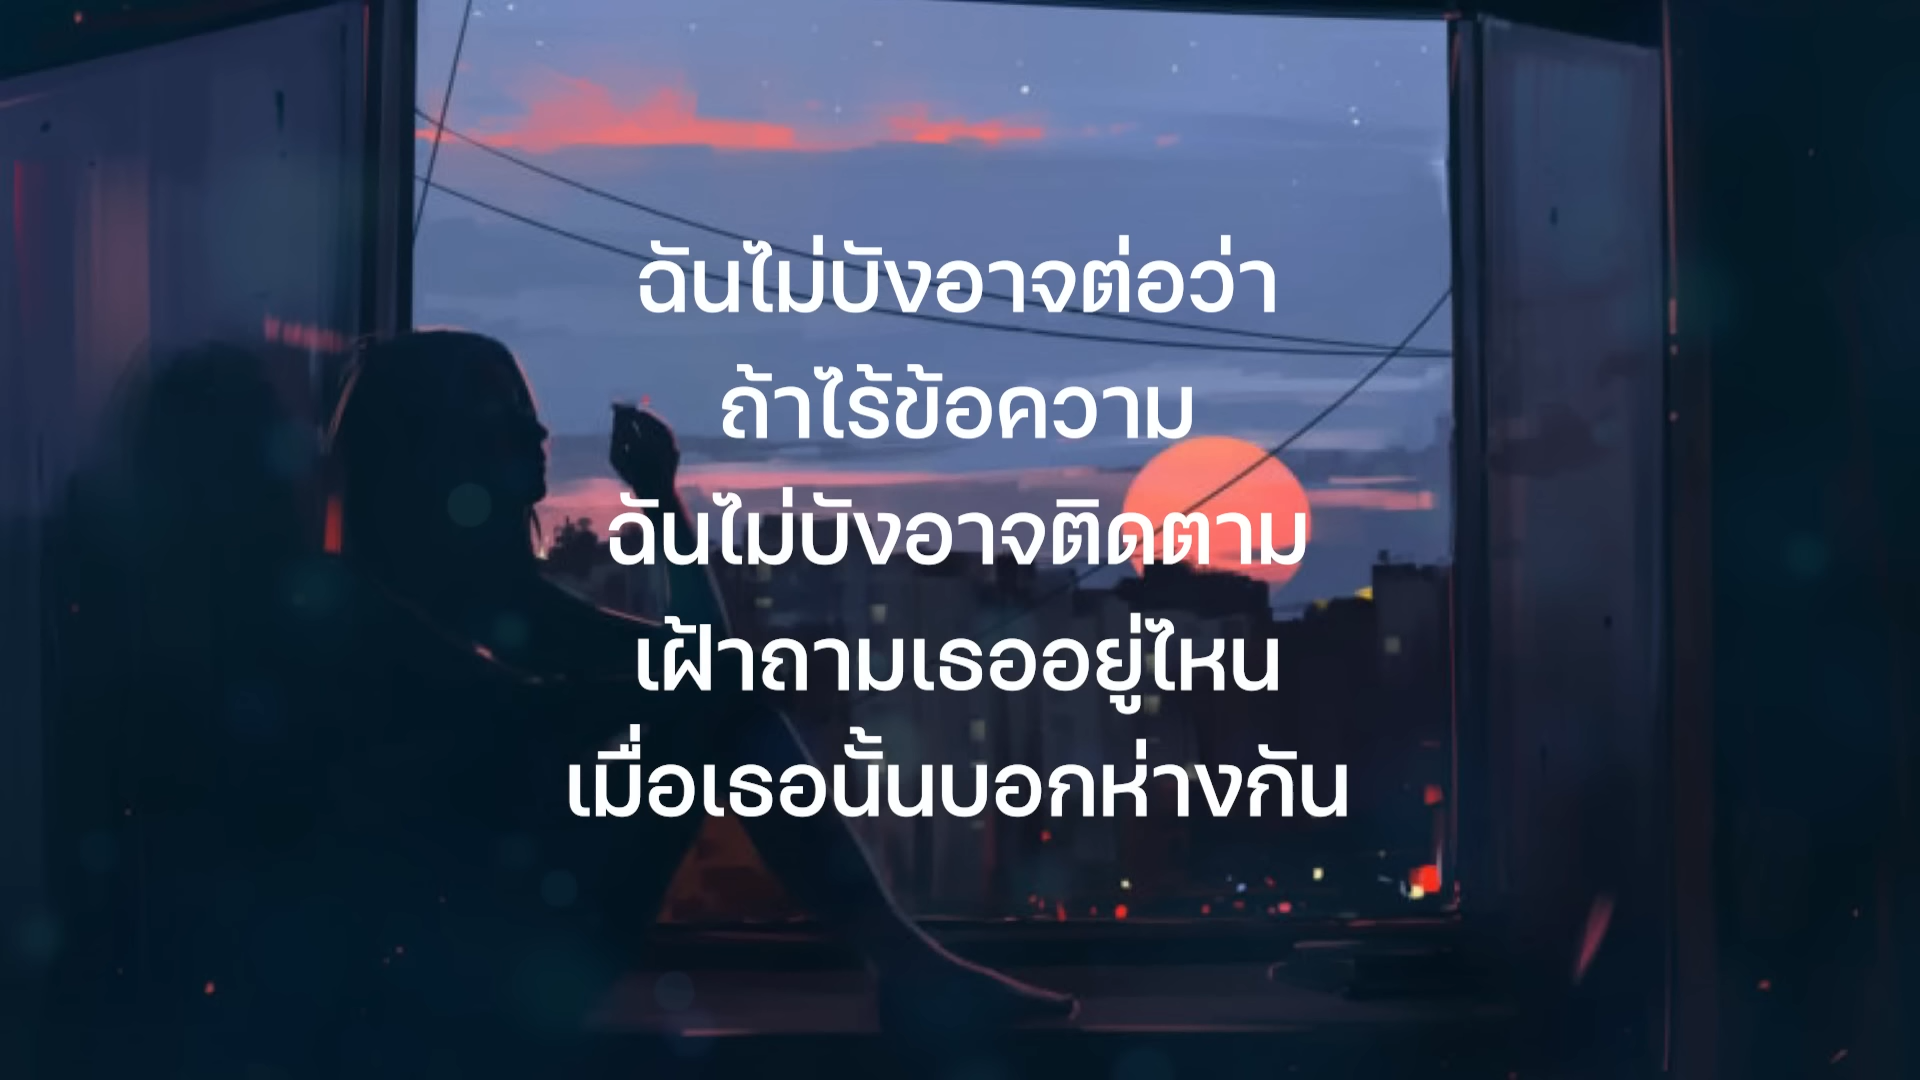 ฉันไม่บังอาจต่อว่า
ถ้าไร้ข้อความ
ฉันไม่บังอาจติดตาม
เฝ้าถามเธออยู่ไหน
เมื่อเธอนั้นบอกห่างกัน